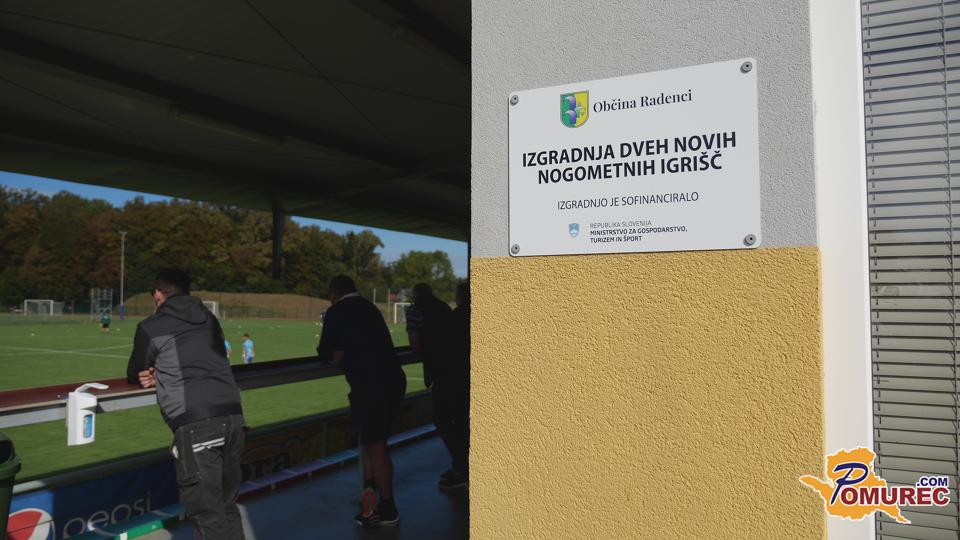 Občina Radenci
IZGRADNJA DVEH NOVIH
NOGOMETNIH IGRIŠČ
IZGRADNJO JE SOFINANCIRALO
REPUBLIKA SLOVENIJA
MINISTRSTVO ZA GOSPODARSTVO,
TURIZEM IN ŠPORT
pepsi
POMUREC.COM